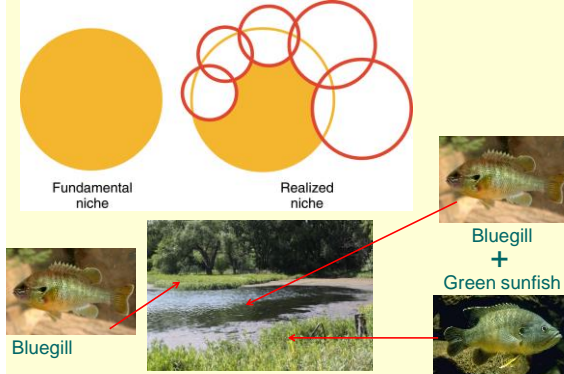 Fundamental
niche
Realized
niche
Bluegill
+
Green sunfish
Bluegill